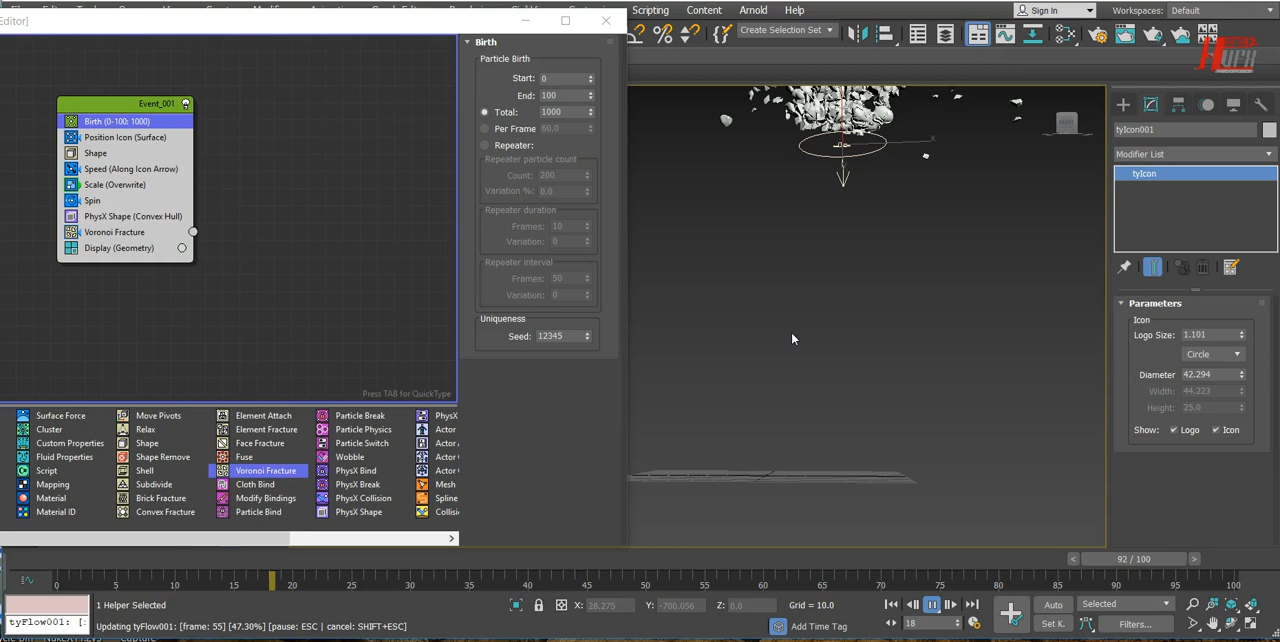 Editor]
Scripting Content Arnold Help
Sign In
Workspaces: Default
Create Selection Set
Event_001
Birth (0-100: 1000)
Position Icon (Surface)
Shape
Speed (Along Icon Arrow)
Scale (Overwrite)
Spin
PhysX Shape (Convex Hull)
Voronoi Fracture
Display (Geometry)
Press TAB for QuickType
Birth
Particle Birth
Start: 0
End: 100
Total: 1000
Per Frame 60.0
Repeater:
Repeater particle count
Count: 200
Variation %: 0.0
Repeater duration
Frames: 10
Variation: 0
Repeater interval
Frames: 50
Variation: 0
Uniqueness
Seed: 12345
X
FRONT
tyIcon001
Modifier List
tyIcon
Parameters
Icon
Logo Size: 1.101
Circle
Diameter 42.294
Width: 44.223
Height: 25.0
Show: Logo Icon
Surface Force Move Pivots Element Attach Particle Break PhysX
Cluster Relax Element Fracture Particle Physics Actor
Custom Properties Shape Face Fracture Particle Switch Actor
Fluid Properties Shape Remove Fuse Wobble Actor
Script Shell Voronoi Fracture PhysX Bind Actor
Mapping Subdivide Cloth Bind PhysX Break Mesh
Material Brick Fracture Modify Bindings PhysX Collision Spline
Material ID Convex Fracture Particle Bind PhysX Shape Collisi
92 / 100
0 5 10 15 20 25 30 35 40 45 50 55 60 65 70 75 80 85 90 95 100
1 Helper Selected
X: 28.275 Y: -700.056 Z: 0.0 Grid = 10.0
Auto Selected
tyFlow001: [:
Updating tyFlow001: [frame: 55] [47.30%] [pause: ESC | cancel: SHIFT+ESC]
Add Time Tag
18
Set K. Filters...